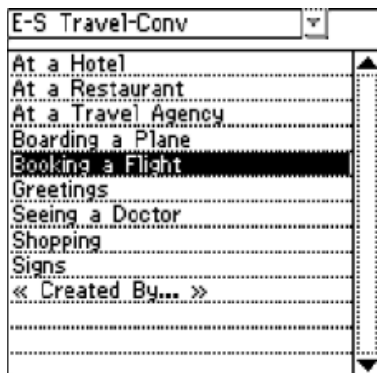 E-S Travel-Conv
At a Hotel
At a Restaurant
At a Travel Agency
Boarding a Plane
Booking a Flight
Greetings
Seeing a Doctor
Shopping
Signs
« Created By... »